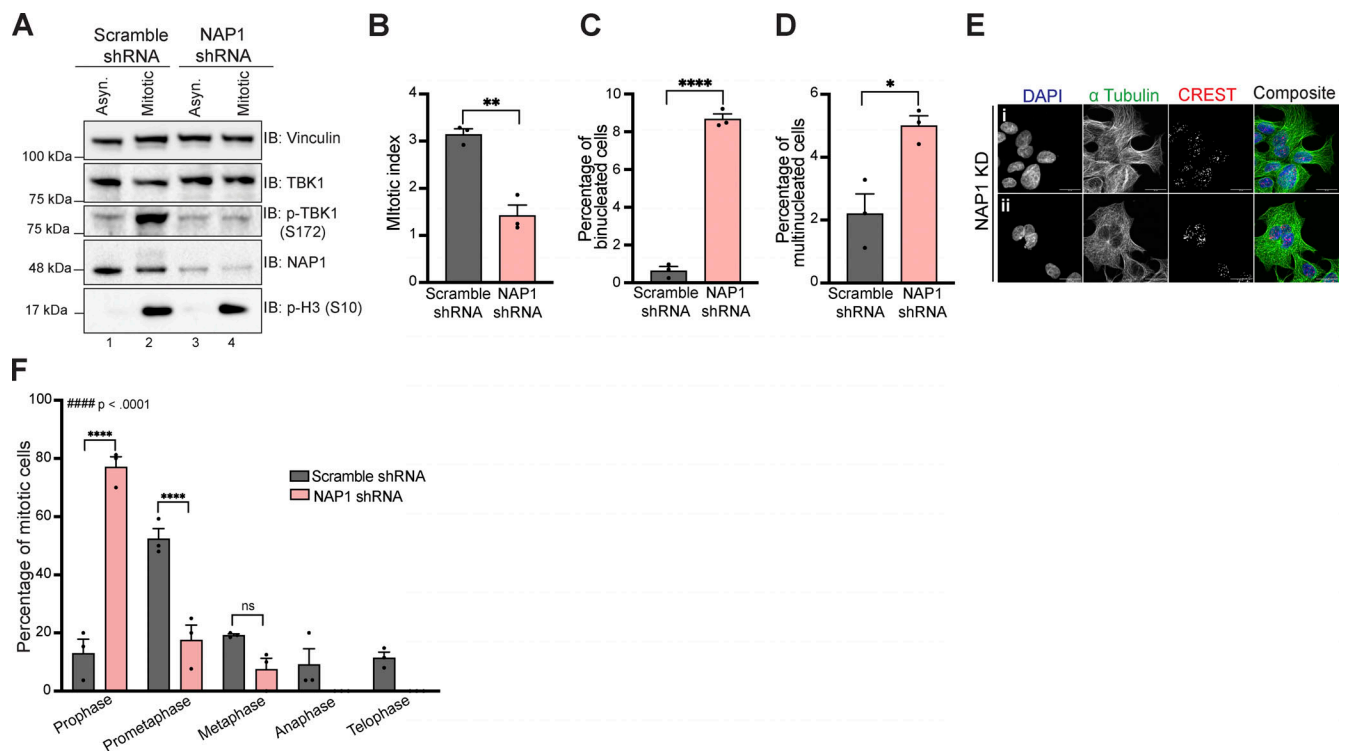 A
Scramble
shRNA
NAP1
shRNA
Asyn.
Mitotic
Asyn.
Mitotic
100 kDa
75 kDa
75 kDa
48 kDa
17 kDa
IB: Vinculin
IB: TBK1
IB: p-TBK1
(S172)
IB: NAP1
IB: p-H3 (S10)
1 2 3 4
B
MItotic index
4
3
2
1
0
**
Scramble
shRNA
NAP1
shRNA
C
Percentage of
binucleated cells
10
8
6
4
2
0
****
Scramble
shRNA
NAP1
shRNA
D
Percentage of
multinucleated cells
6
4
2
0
*
Scramble
shRNA
NAP1
shRNA
E
DAPI α Tubulin CREST Composite
NAP1 KD
i
ii
F
Percentage of mitotic cells
100
80
60
40
20
0
#### p < .0001
****
****
ns
Scramble shRNA
NAP1 shRNA
Prophase
Prometaphase
Metaphase
Anaphase
Telophase